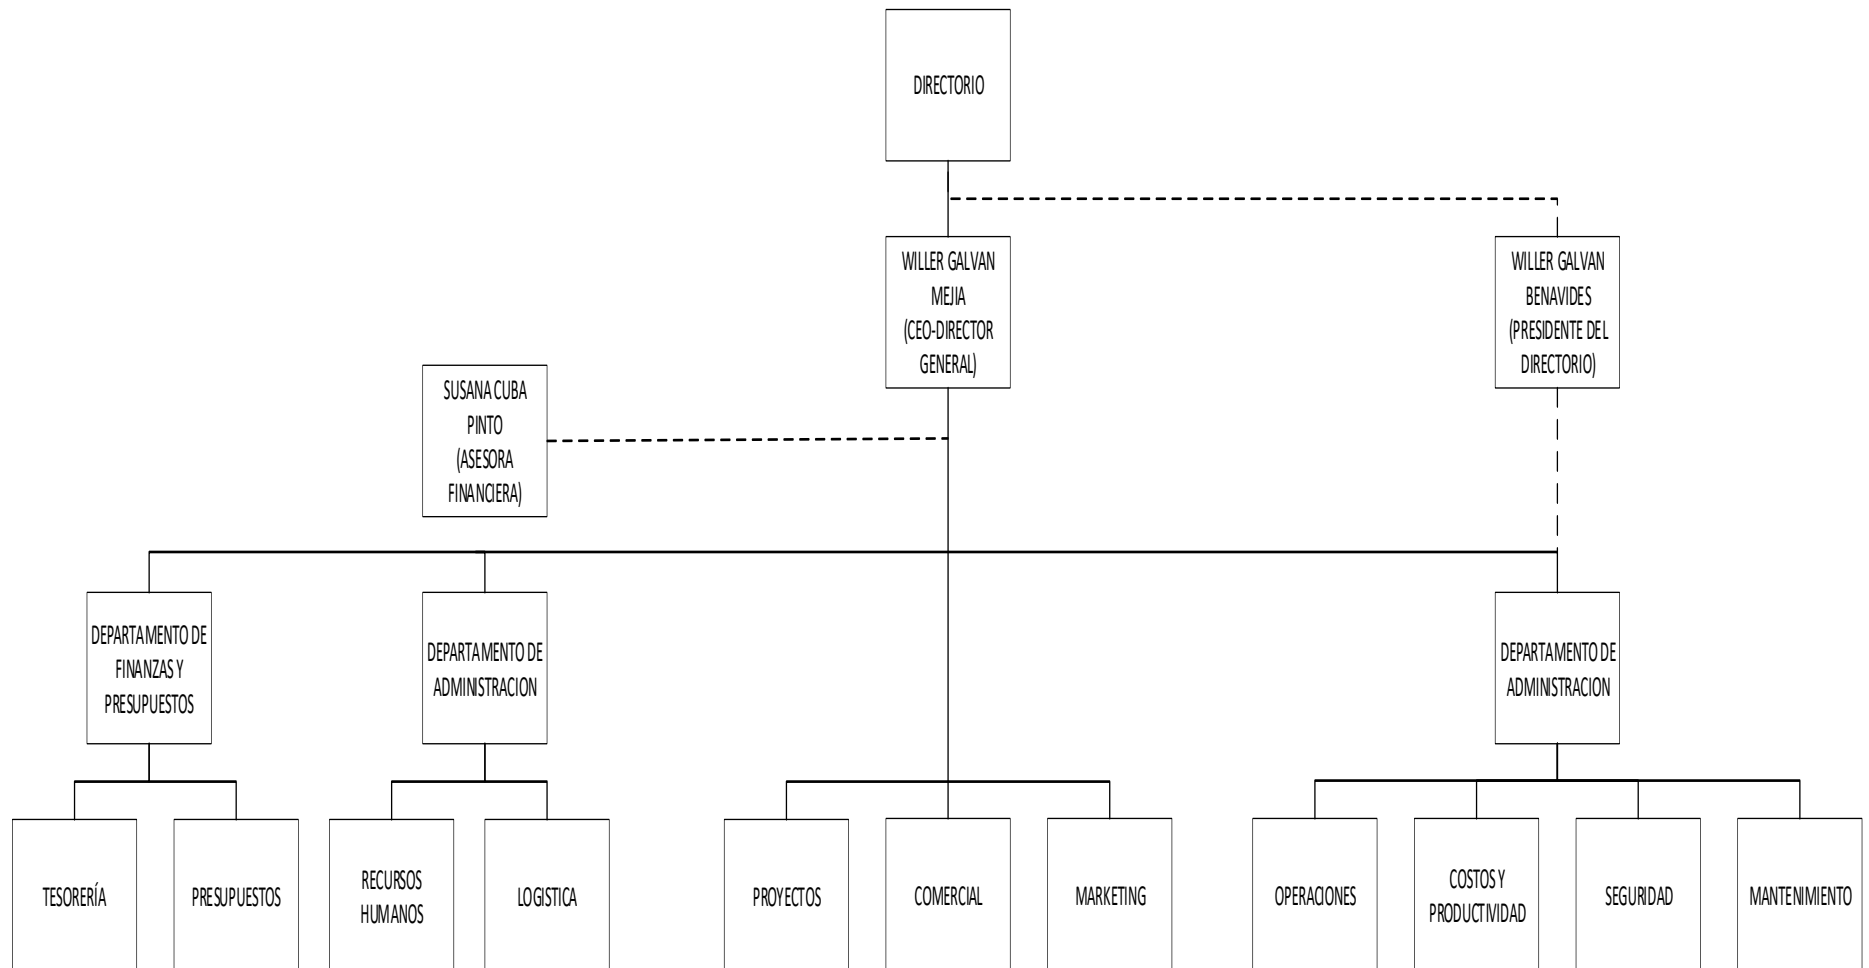 DIRECTORIO
WILLER GALVAN
MEJIA
(CEO-DIRECTOR
GENERAL)
WILLER GALVAN
BENAVIDES
(PRESIDENTE DEL
DIRECTORIO)
SUSANA CUBA
PINTO
(ASESORA
FINANCIERA)
DEPARTAMENTO DE
FINANZAS Y
PRESUPUESTOS
DEPARTAMENTO DE
ADMINISTRACION
DEPARTAMENTO DE
ADMINISTRACION
TESORERÍA
PRESUPUESTOS
RECURSOS
HUMANOS
LOGISTICA
PROYECTOS
COMERCIAL
MARKETING
OPERACIONES
COSTOS Y
PRODUCTIVIDAD
SEGURIDAD
MANTENIMIENTO